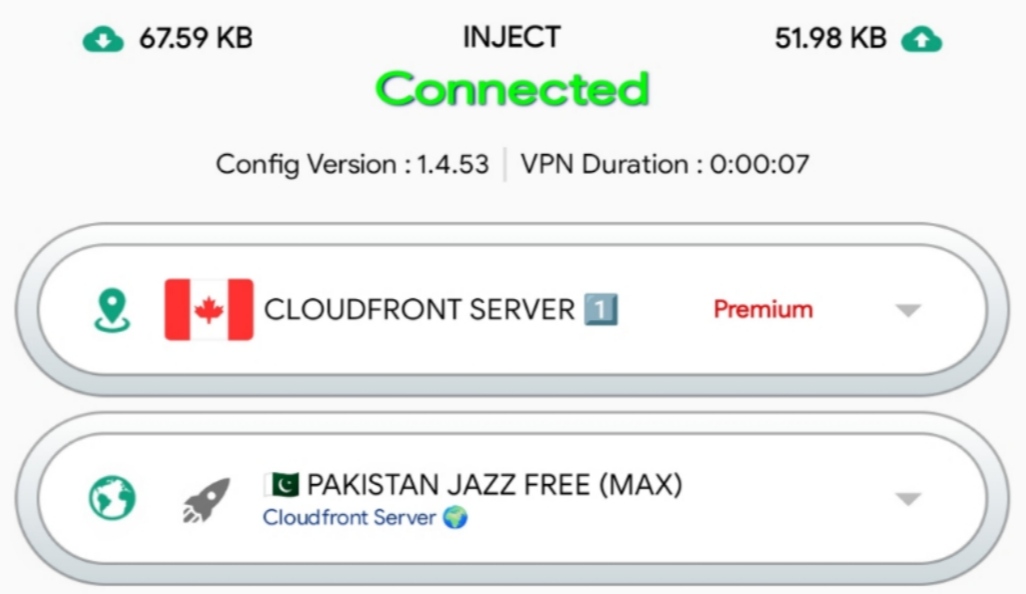 67.59 KB INJECT 51.98 KB
Connected
Config Version : 1.4.53 | VPN Duration : 0:00:07
CLOUDFRONT SERVER 1️⃣ Premium
🇵🇰 PAKISTAN JAZZ FREE (MAX)
Cloudfront Server 🌍